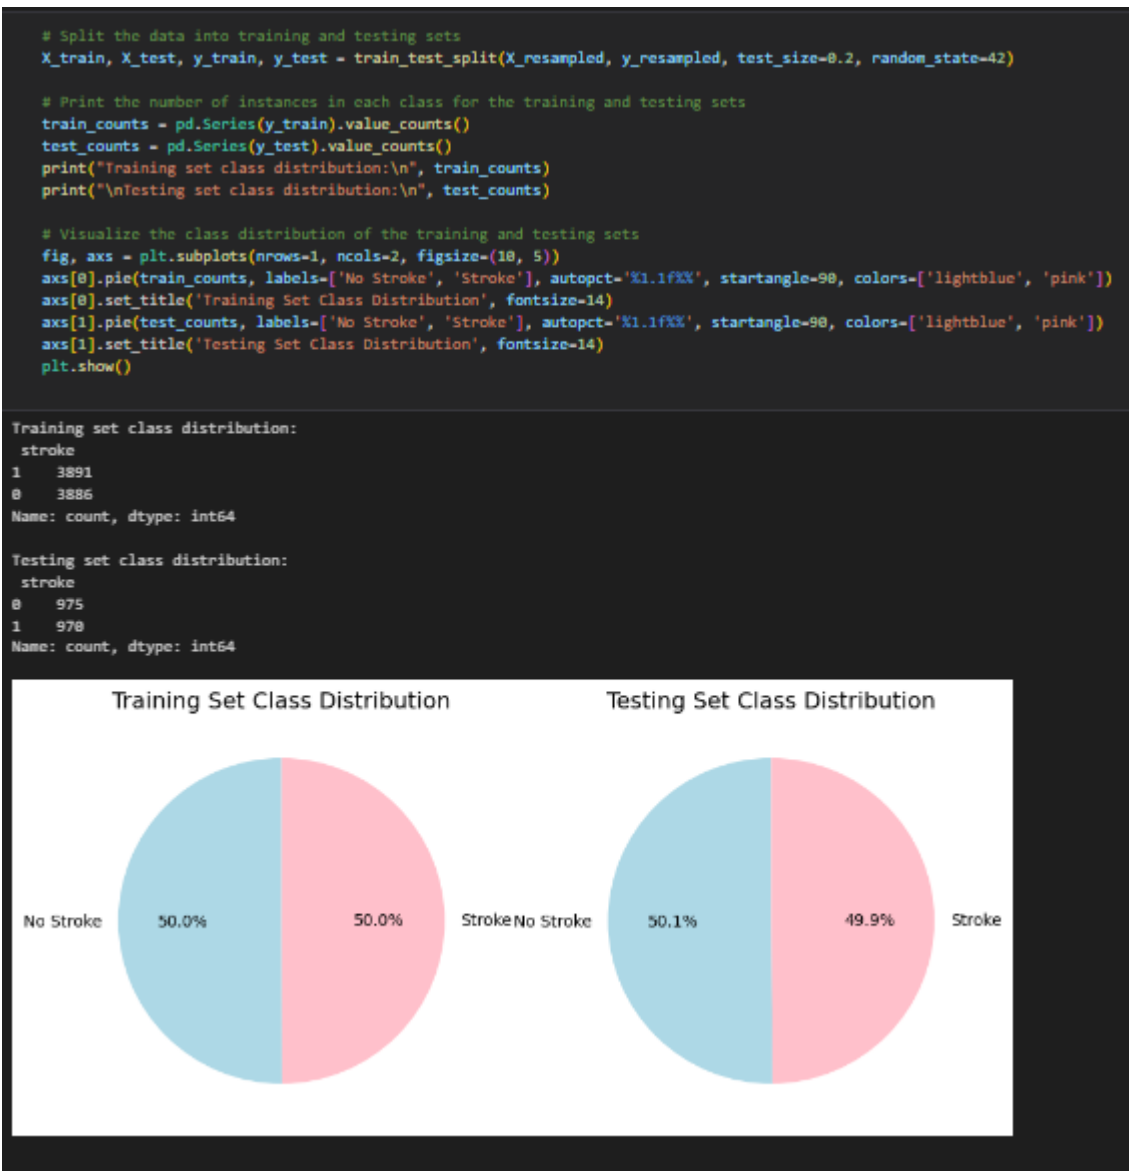 # Split the data into training and testing sets
X_train, X_test, y_train, y_test = train_test_split(X_resampled, y_resampled, test_size=0.2, random_state=42)
# Print the number of instances in each class for the training and testing sets
train_counts = pd.Series(y_train).value_counts()
test_counts = pd.Series(y_test).value_counts()
print("Training set class distribution:\n", train_counts)
print("\nTesting set class distribution:\n", test_counts)
# Visualize the class distribution of the training and testing sets
fig, axs = plt.subplots(nrows=1, ncols=2, figsize=(10, 5))
axs[0].pie(train_counts, labels=['No Stroke', 'Stroke'], autopct='%1.1f%%', startangle=90, colors=['lightblue', 'pink'])
axs[0].set_title('Training Set Class Distribution', fontsize=14)
axs[1].pie(test_counts, labels=['No Stroke', 'Stroke'], autopct='%1.1f%%', startangle=90, colors=['lightblue', 'pink'])
axs[1].set_title('Testing Set Class Distribution', fontsize=14)
plt.show()
Training set class distribution:
stroke
1 3891
0 3886
Name: count, dtype: int64
Testing set class distribution:
stroke
0 975
1 970
Name: count, dtype: int64
Training Set Class Distribution
No Stroke
50.0%
50.0%
Stroke
Testing Set Class Distribution
No Stroke
50.1%
49.9%
Stroke